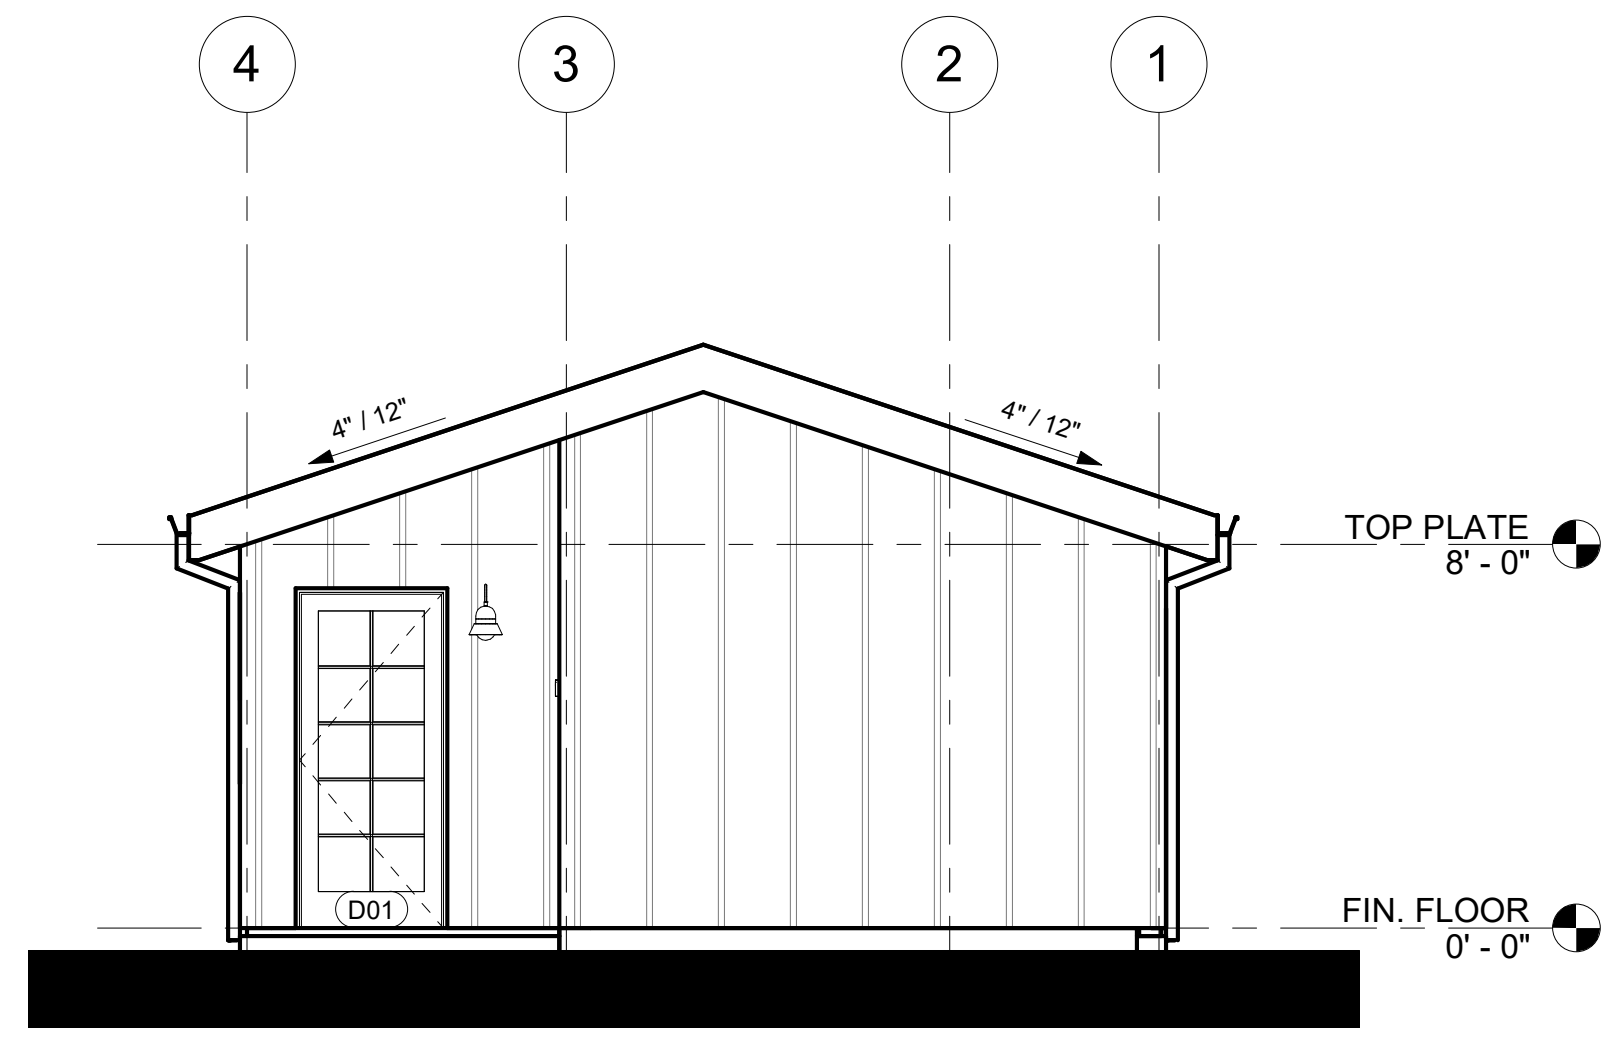 4
3
2
1
4" / 12"
4" / 12"
TOP PLATE
8' - 0"
D01
FIN. FLOOR
0' - 0"